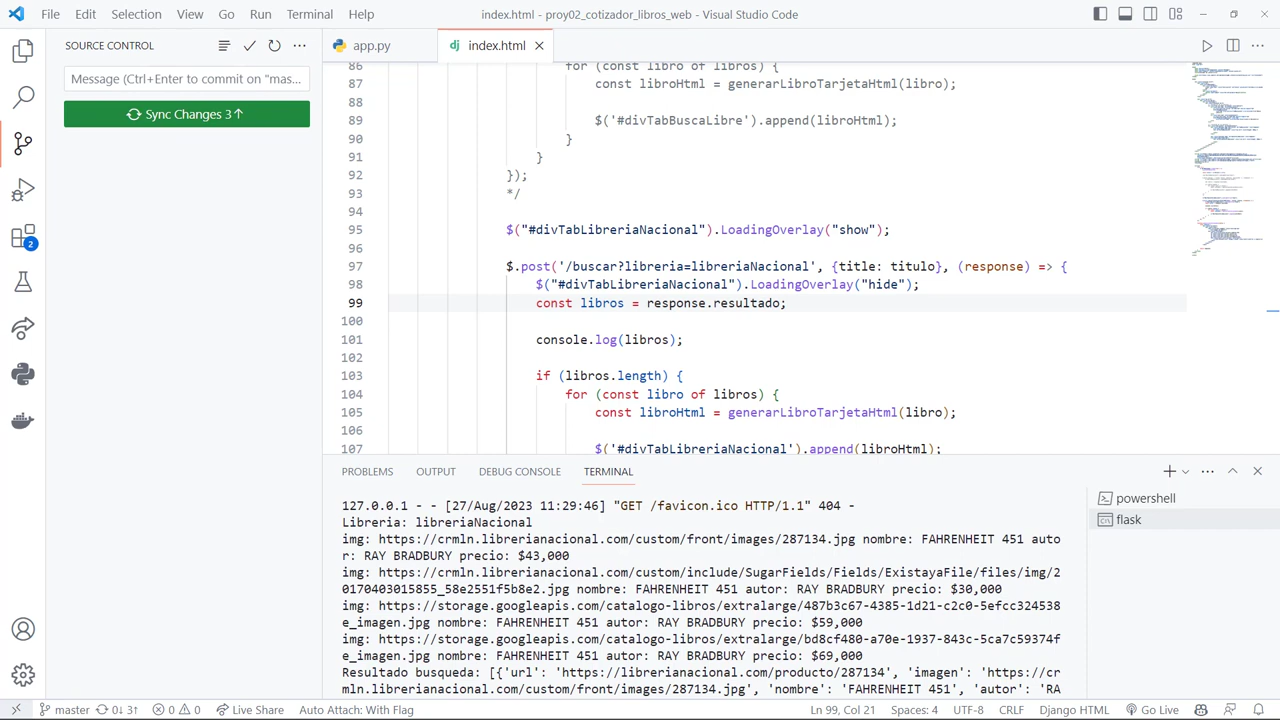 File Edit Selection View Go Run Terminal Help
index.html - proy02_cotizador_libros_web - Visual Studio Code
SOURCE CONTROL
Message (Ctrl+Enter to commit on "mas...
Sync Changes 3↑
2
app.py
index.html
86 for (const libro of libros) {
= generarLibroTarjetaHtml(libro);
88
').append(libroHtml);
}
91
$("#divTabLibreriaNacional").LoadingOverlay("show");
97 $.post('/buscar?libreria=libreriaNacional', {title: titulo}, (response) => {
98 $("#divTabLibreriaNacional").LoadingOverlay("hide");
99 const libros = response.resultado;
100
101 console.log(libros);
102
103 if (libros.length) {
104 for (const libro of libros) {
105 const libroHtml = generarLibroTarjetaHtml(libro);
106
107 $('#divTabLibreriaNacional').append(libroHtml);
PROBLEMS OUTPUT DEBUG CONSOLE TERMINAL
127.0.0.1 - - [27/Aug/2023 11:29:46] "GET /favicon.ico HTTP/1.1" 404 -
Libreria: libreriaNacional
img: https://crmln.librerianacional.com/custom/front/images/287134.jpg nombre: FAHRENHEIT 451 auto
r: RAY BRADBURY precio: $43,000
img: https://crmln.librerianacional.com/custom/include/SugarFields/Fields/ExistayaFile/files/img/2
0170403015855_58e2551f5b8e2.jpg nombre: FAHRENHEIT 451 autor: RAY BRADBURY precio: $30,000
img: https://storage.googleapis.com/catalogo-libros/extralarge/487b3c67-4385-1d21-c2c0-5efcc324538
e_imagen.jpg nombre: FAHRENHEIT 451 autor: RAY BRADBURY precio: $59,000
img: https://storage.googleapis.com/catalogo-libros/extralarge/bd8cf480-a70e-1937-843c-5ca7c59374f
e_imagen.jpg nombre: FAHRENHEIT 451 autor: RAY BRADBURY precio: $69,000
Resultado busqueda: [{'url': 'https://librerianacional.com/producto/287134', 'imagen': 'https://cr
mln.librerianacional.com/custom/front/images/287134.jpg', 'nombre': 'FAHRENHEIT 451', 'autor': 'RA
powershell
flask
master 0↓ 3↑ 0 0 Live Share Auto Attach: With Flag
Ln 99, Col 21 Spaces: 4 UTF-8 CRLF Django HTML Go Live